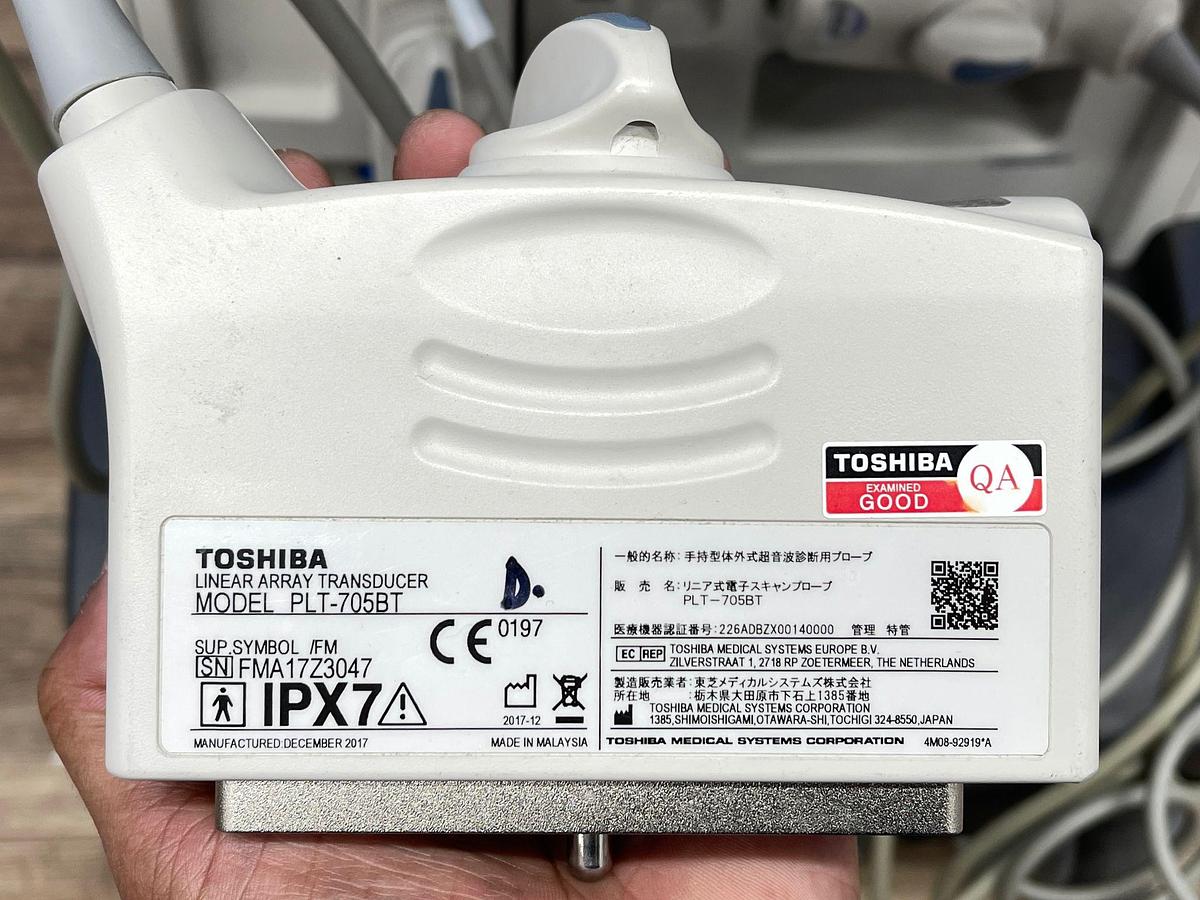 TOSHIBA
EXAMINED
GOOD
QA
TOSHIBA
LINEAR ARRAY TRANSDUCER
MODEL PLT-705BT
D.
CE 0197
SUP.SYMBOL /FM
SN FMA17Z3047
IPX7
2017-12
MANUFACTURED:DECEMBER 2017
MADE IN MALAYSIA
一般的名称:手持型体外式超音波診断用プローブ
販 売 名:リニア式電子スキャンプローブ
PLT-705BT
医療機器認証番号:226ADBZX00140000 管理 特管
EC REP TOSHIBA MEDICAL SYSTEMS EUROPE B.V.
ZILVERSTRAAT 1, 2718 RP ZOETERMEER, THE NETHERLANDS
製造販売業者:東芝メディカルシステムズ株式会社
所在地 :栃木県大田原市下石上1385番地
TOSHIBA MEDICAL SYSTEMS CORPORATION
1385,SHIMOISHIGAMI,OTAWARA-SHI,TOCHIGI 324-8550,JAPAN
TOSHIBA MEDICAL SYSTEMS CORPORATION
4M08-92919*A